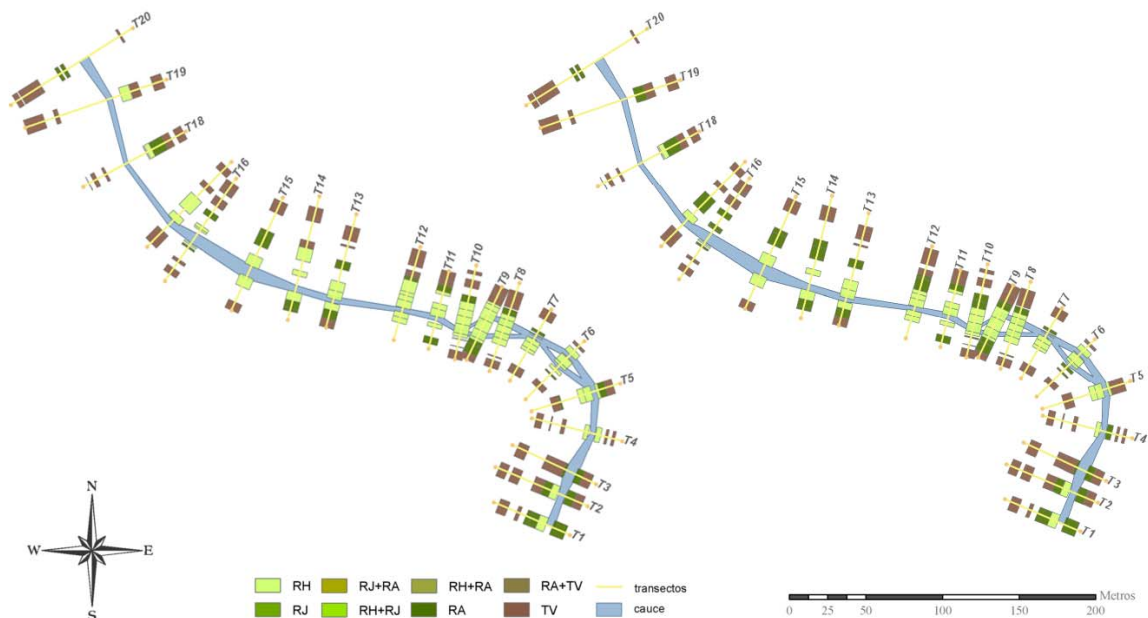 T20
T19
T18
T16
T15
T14
T13
T12
T11
T10
T9
T8
T7
T6
T5
T4
T3
T2
T1
T20
T19
T18
T16
T15
T14
T13
T12
T11
T10
T9
T8
T7
T6
T5
T4
T3
T2
T1
N
W E
S
RH RJ+RA RH+RA RA+TV transectos
RJ RH+RJ RA TV cauce
Metros
0 25 50 100 150 200